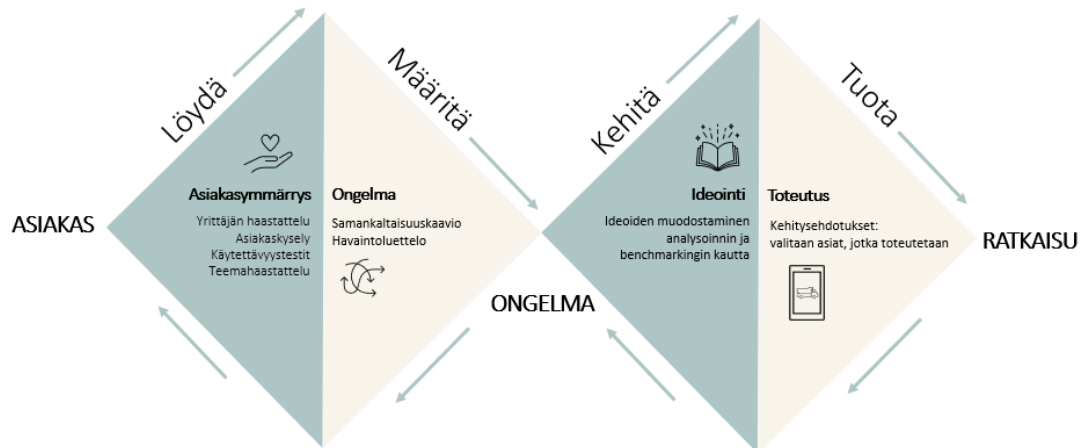 Löydä
Määritä
Kehitä
Tuota
ASIAKAS
Asiakasymmärrys
Yrittäjän haastattelu
Asiakaskysely
Käytettävyystestit
Teemahaastattelu
Ongelma
Samankaltaisuuskaavio
Havaintoluettelo
ONGELMA
Ideointi
Ideoiden muodostaminen
analysoinnin ja
benchmarkingin kautta
Toteutus
Kehitysehdotukset:
valitaan asiat, jotka toteutetaan
RATKAISU